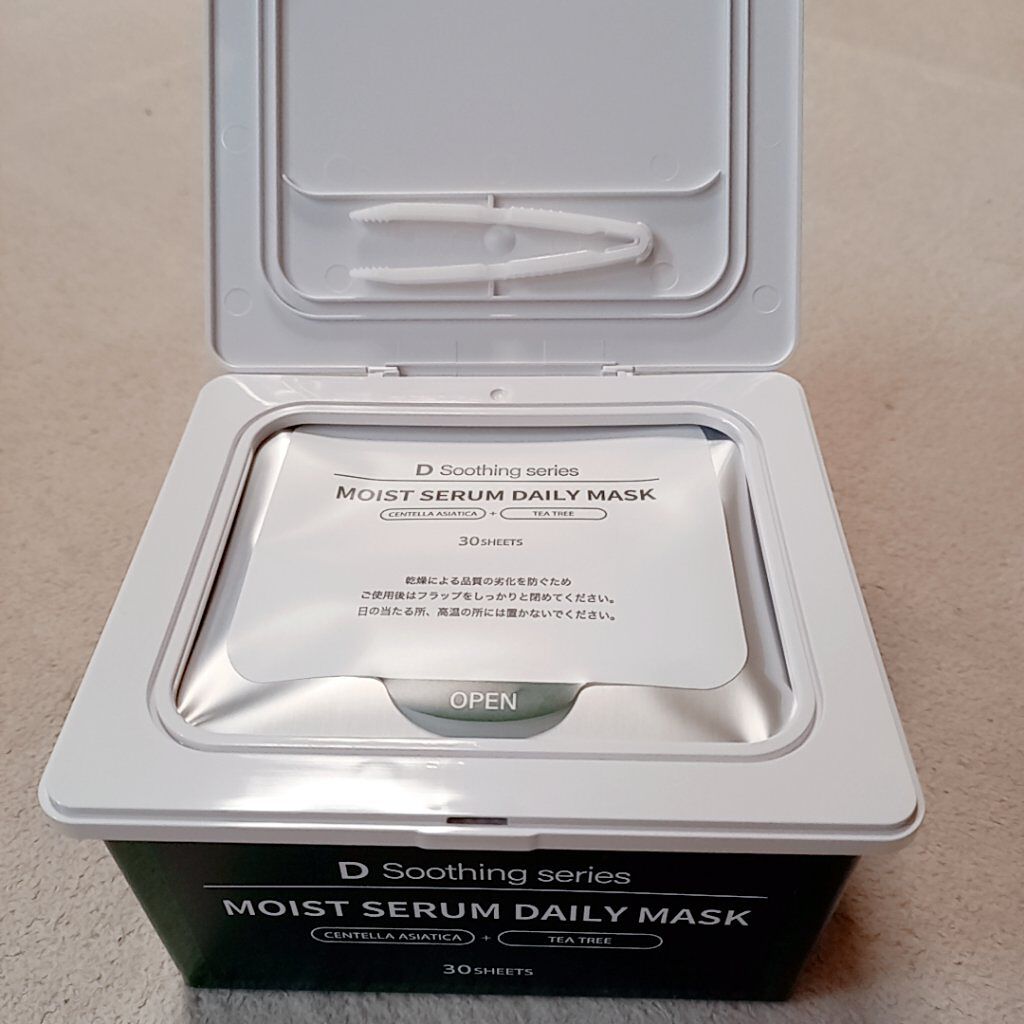 D Soothing series
MOIST SERUM DAILY MASK
CENTELLA ASIATICA + TEA TREE
30 SHEETS
乾燥による品質の劣化を防ぐため
ご使用後はフラップをしっかりと閉めてください。
日の当たる所、高温の所には置かないでください。
OPEN
D Soothing series
MOIST SERUM DAILY MASK
CENTELLA ASIATICA + TEA TREE
30 SHEETS